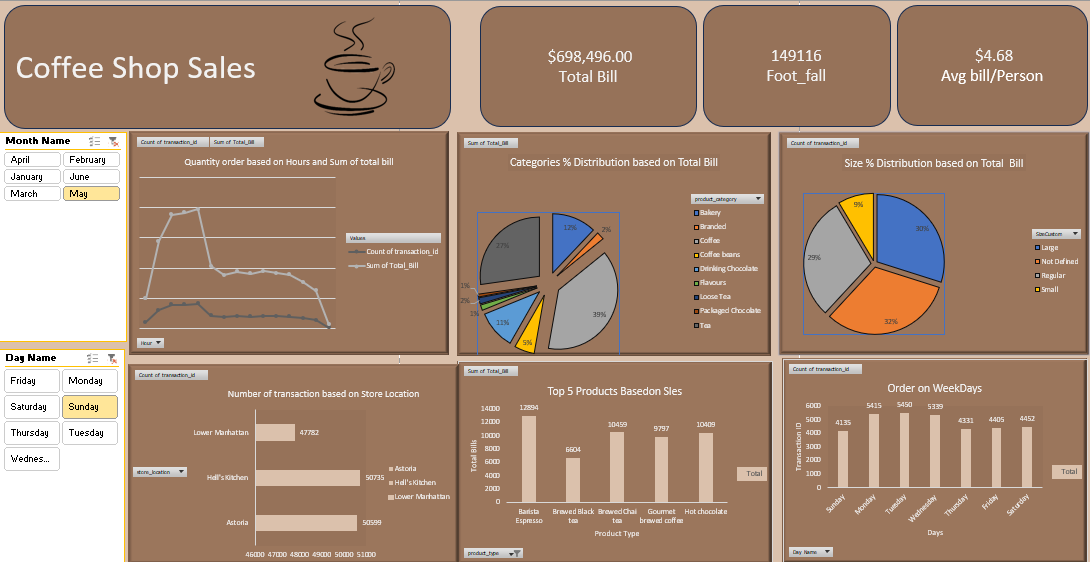 Coffee Shop Sales
$698,496.00
Total Bill
149116
Foot_fall
$4.68
Avg bill/Person
Month Name
April
February
January
June
March
May
Day Name
Friday
Monday
Saturday
Sunday
Thursday
Tuesday
Wednes...
Count of transaction_id
Sum of Total_Bill
Quantity order based on Hours and Sum of total bill
Values
Count of transaction_id
Sum of Total_Bill
Hour
Sum of Total_Bill
Categories % Distribution based on Total Bill
12%
2%
39%
5%
11%
1%
2%
1%
27%
product_category
Bakery
Branded
Coffee
Coffee beans
Drinking Chocolate
Flavours
Loose Tea
Packaged Chocolate
Tea
Count of transaction_id
Size % Distribution based on Total Bill
30%
32%
29%
9%
SizeCustom
Large
Not Defined
Regular
Small
Count of transaction_id
Number of transaction based on Store Location
Lower Manhattan
47782
Hell's Kitchen
50735
Astoria
50599
46000 47000 48000 49000 50000 51000
store_location
Astoria
Hell's Kitchen
Lower Manhattan
Sum of Total_Bill
Top 5 Products Basedon Sles
Total Bills
14000
12000
10000
8000
6000
4000
2000
0
12894
6604
10459
9797
10409
Barista Espresso
Brewed Black tea
Brewed Chai tea
Gourmet brewed coffee
Hot chocolate
Product Type
Total
product_type
Count of transaction_id
Order on WeekDays
Transaction ID
6000
5000
4000
3000
2000
1000
0
4135
5415
5450
5339
4331
4405
4452
Sunday
Monday
Tuesday
Wednesday
Thursday
Friday
Saturday
Days
Total
Day Name